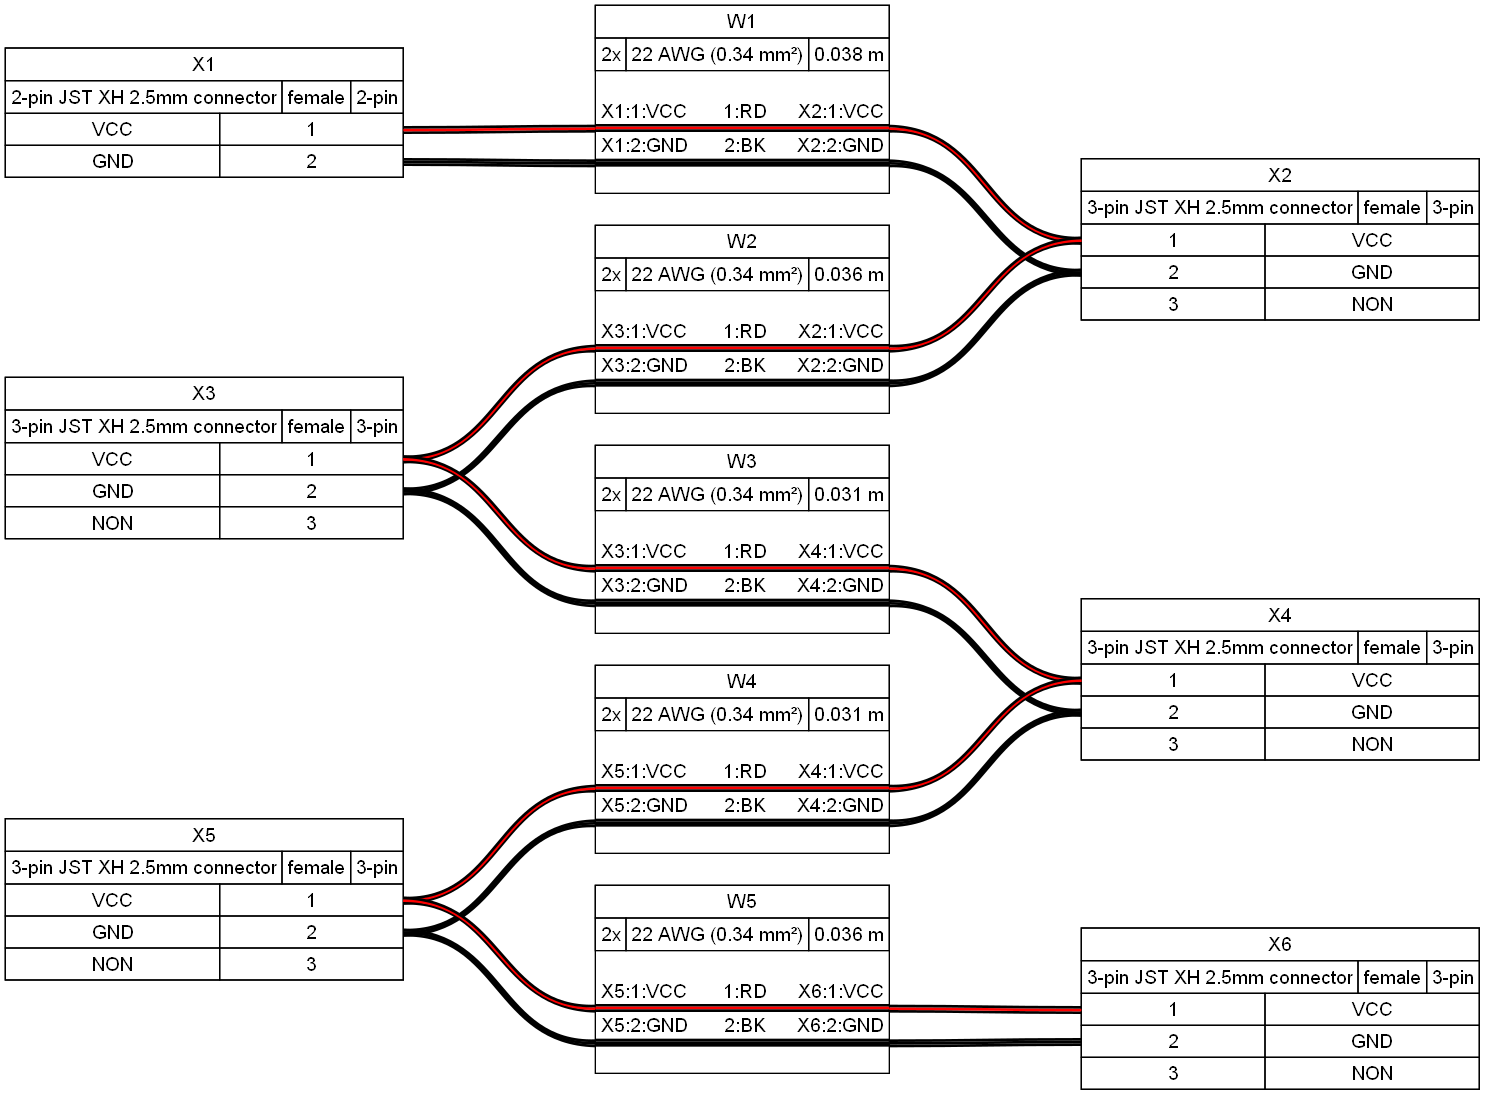 X1
2-pin JST XH 2.5mm connector female 2-pin
VCC 1
GND 2
W1
2x 22 AWG (0.34 mm²) 0.038 m
X1:1:VCC 1:RD X2:1:VCC
X1:2:GND 2:BK X2:2:GND
X2
3-pin JST XH 2.5mm connector female 3-pin
1 VCC
2 GND
3 NON
W2
2x 22 AWG (0.34 mm²) 0.036 m
X3:1:VCC 1:RD X2:1:VCC
X3:2:GND 2:BK X2:2:GND
X3
3-pin JST XH 2.5mm connector female 3-pin
VCC 1
GND 2
NON 3
W3
2x 22 AWG (0.34 mm²) 0.031 m
X3:1:VCC 1:RD X4:1:VCC
X3:2:GND 2:BK X4:2:GND
X4
3-pin JST XH 2.5mm connector female 3-pin
1 VCC
2 GND
3 NON
W4
2x 22 AWG (0.34 mm²) 0.031 m
X5:1:VCC 1:RD X4:1:VCC
X5:2:GND 2:BK X4:2:GND
X5
3-pin JST XH 2.5mm connector female 3-pin
VCC 1
GND 2
NON 3
W5
2x 22 AWG (0.34 mm²) 0.036 m
X5:1:VCC 1:RD X6:1:VCC
X5:2:GND 2:BK X6:2:GND
X6
3-pin JST XH 2.5mm connector female 3-pin
1 VCC
2 GND
3 NON